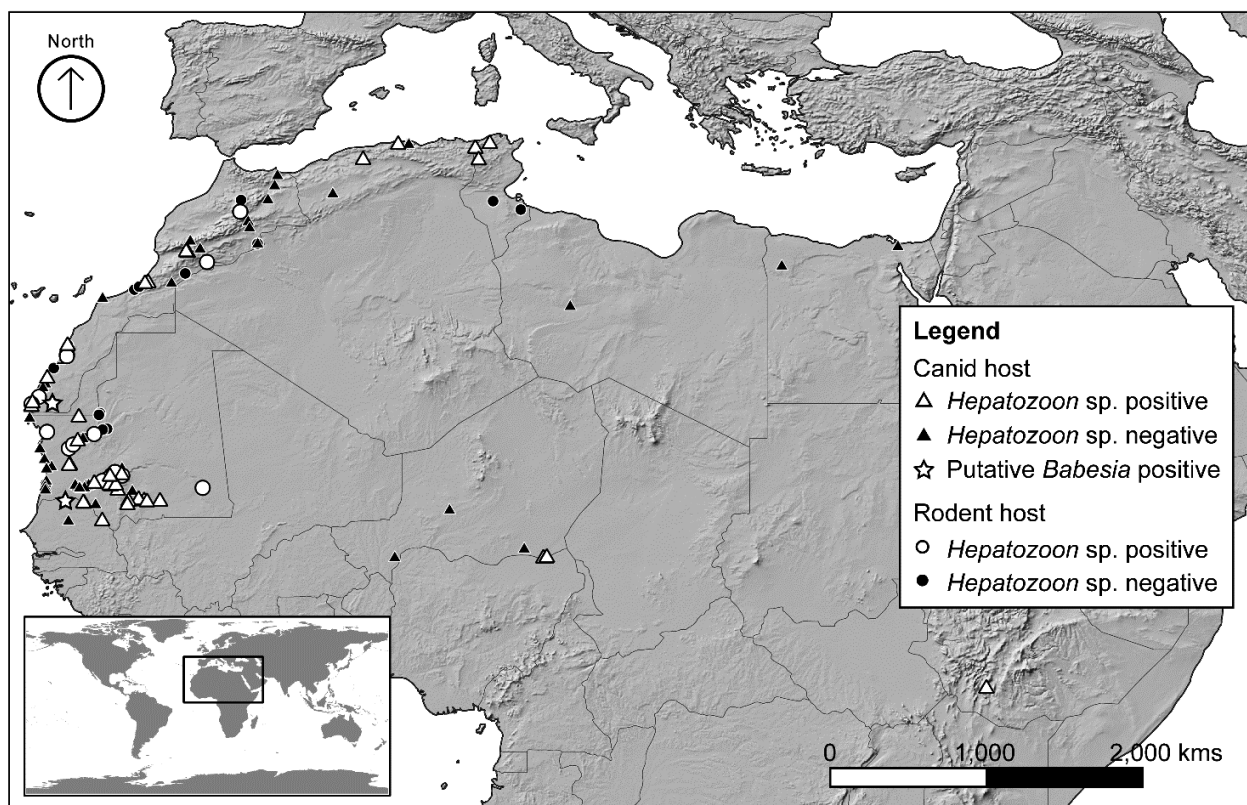 North
Legend
Canid host
Hepatozoon sp. positive
Hepatozoon sp. negative
Putative Babesia positive
Rodent host
Hepatozoon sp. positive
Hepatozoon sp. negative
0 1,000 2,000 kms